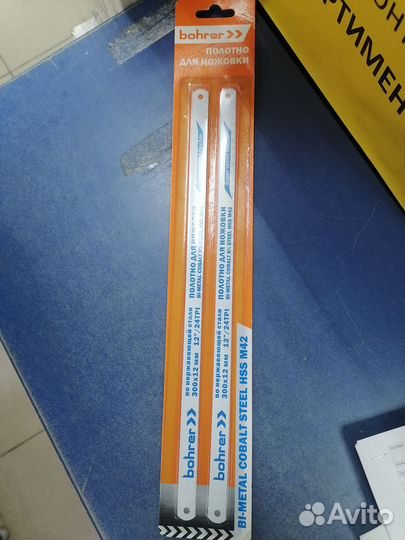 bohrer
ПОЛОТНО
ДЛЯ НОЖОВКИ
ПОЛОТНО ДЛЯ НОЖОВКИ
BI-METAL COBALT 8% STEEL HSS M42
по нержавеющей стали
300x12 мм 12"/24TPI
bohrer
ПОЛОТНО ДЛЯ НОЖОВКИ
BI-METAL COBALT 8% STEEL HSS M42
по нержавеющей стали
300x12 мм 12"/24TPI
bohrer
BI-METAL COBALT STEEL HSS M42
Avito